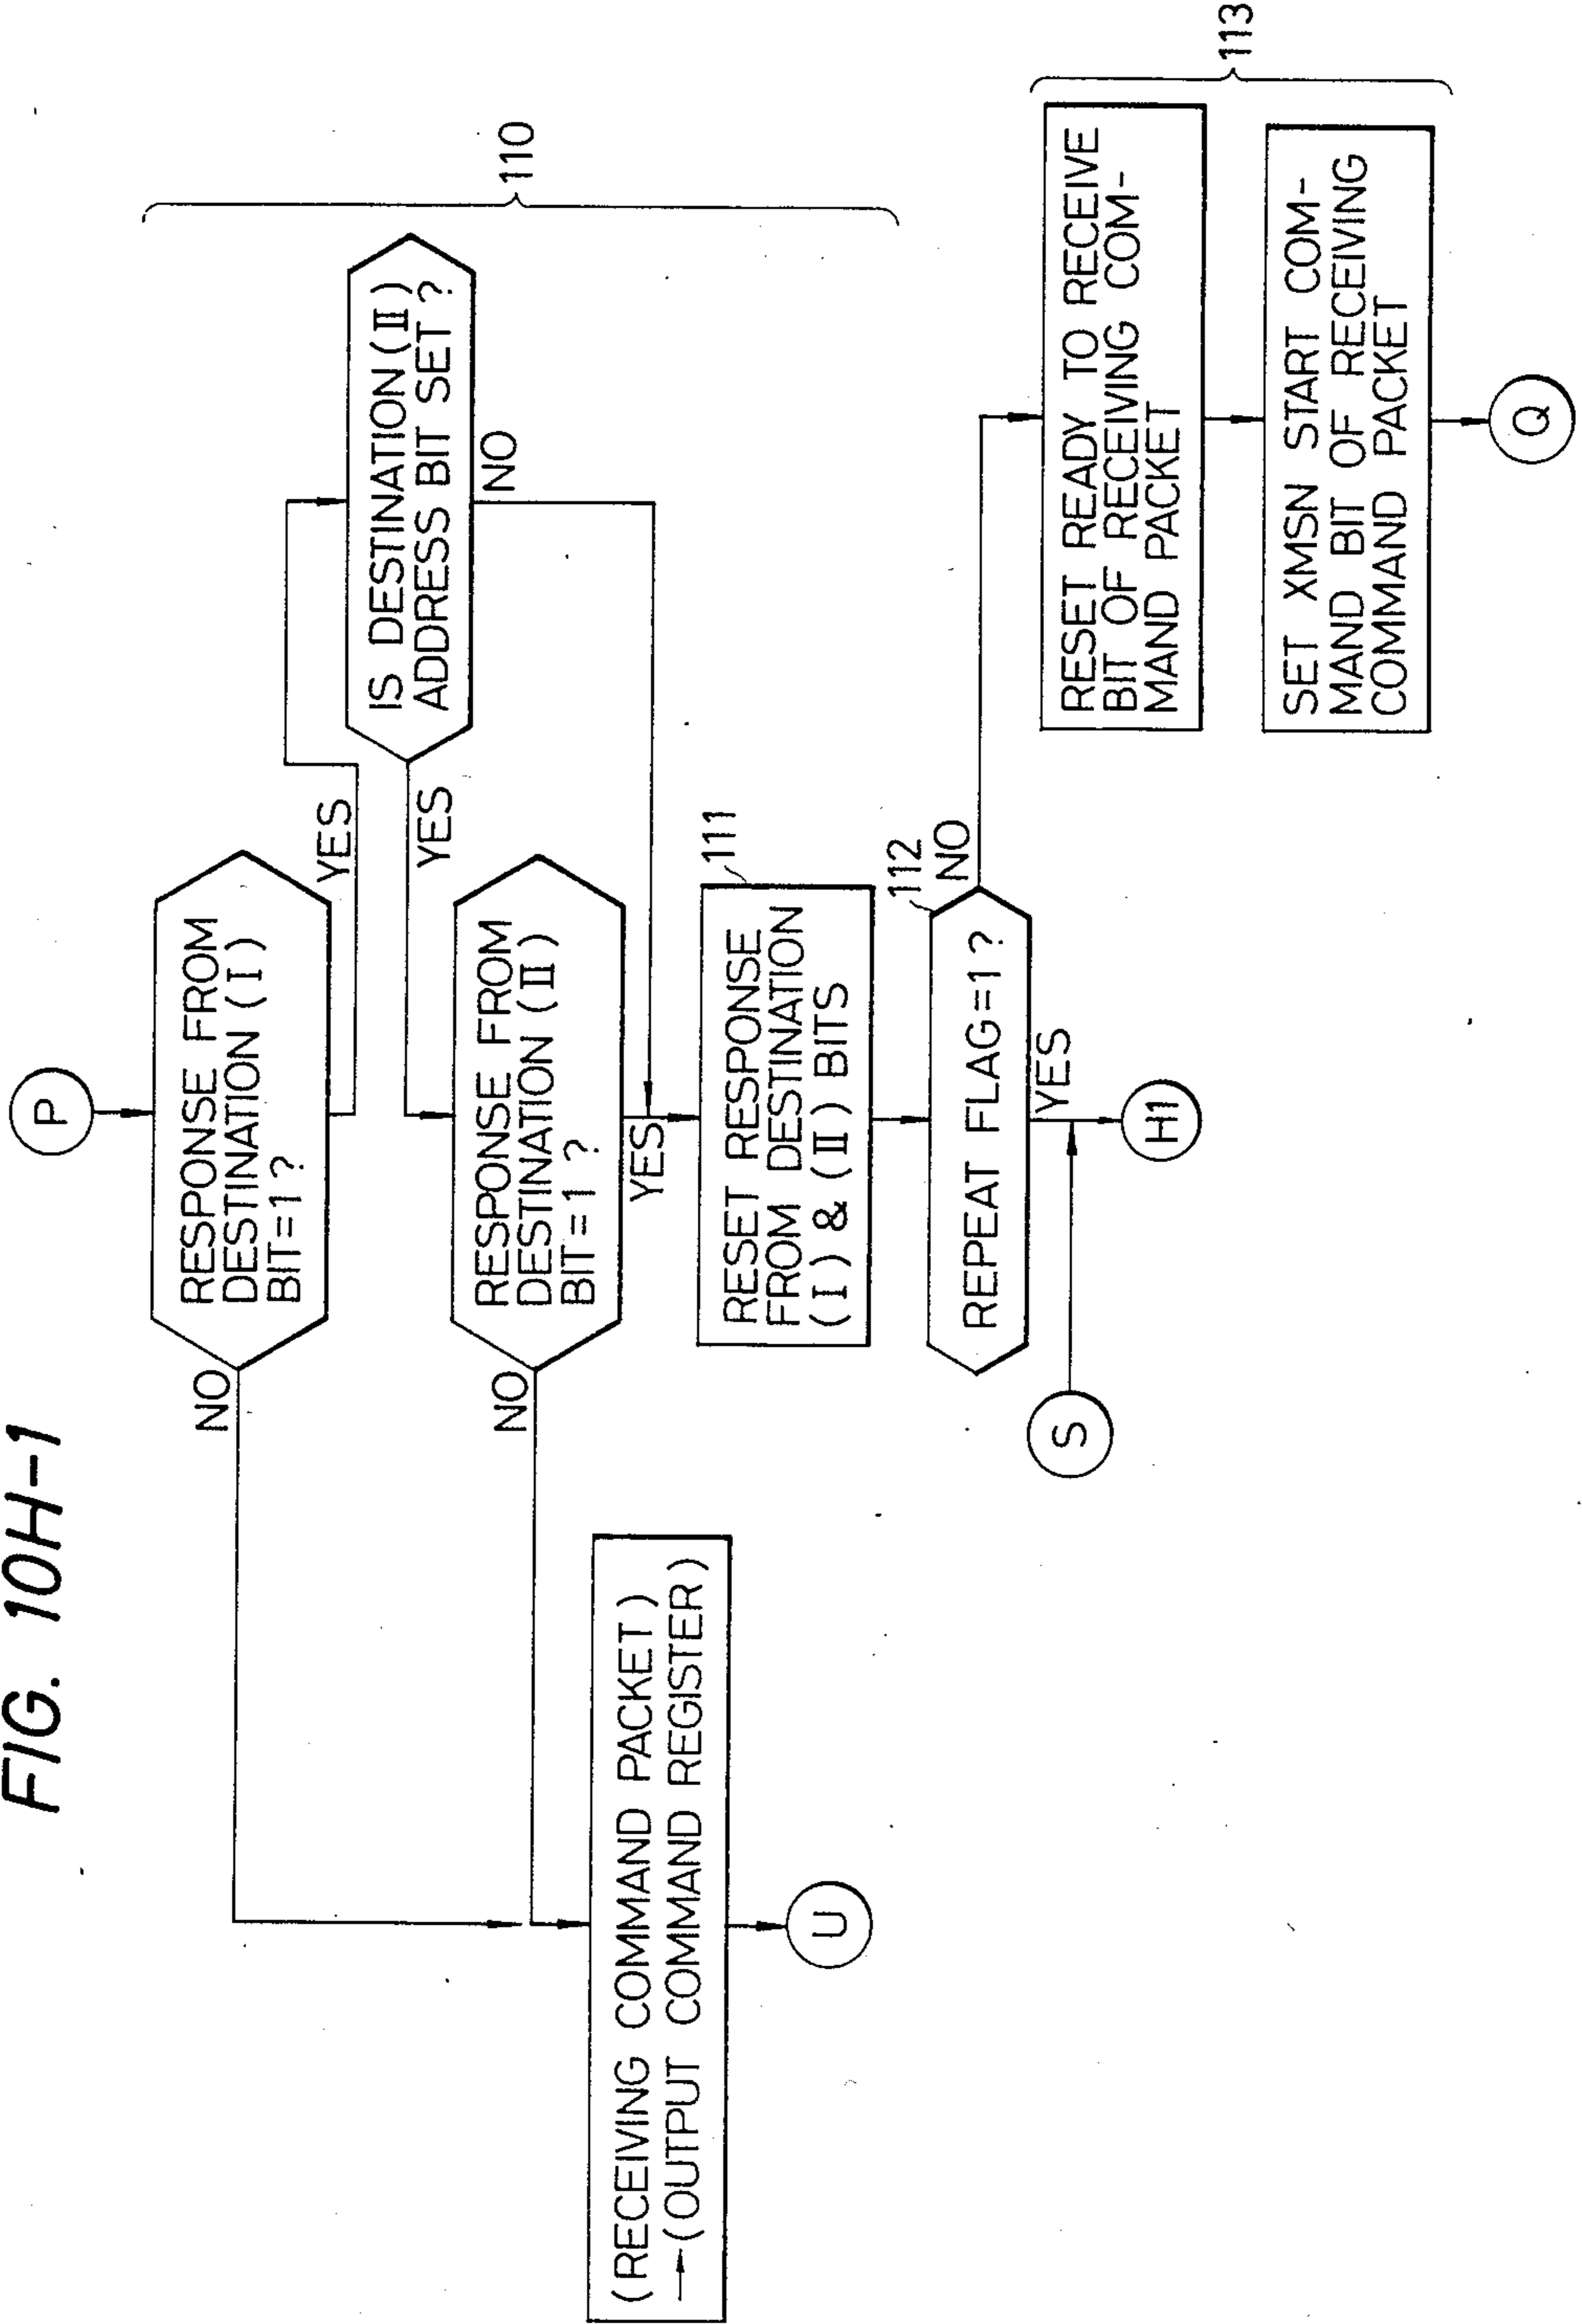 FIG. 10H-1
P
RESPONSE FROM
DESTINATION (I)
BIT=1?
NO
YES
IS DESTINATION (II)
ADDRESS BIT SET ?
YES
NO
110
RESPONSE FROM
DESTINATION (II)
BIT=1?
NO
YES
(RECEIVING COMMAND PACKET)
→(OUTPUT COMMAND REGISTER)
U
RESET RESPONSE
FROM DESTINATION
(I) & (II) BITS
111
REPEAT FLAG=1?
112
NO
YES
S
H1
RESET READY TO RECEIVE
BIT OF RECEIVING COM-
MAND PACKET
SET XMSN START COM-
MAND BIT OF RECEIVING
COMMAND PACKET
113
Q